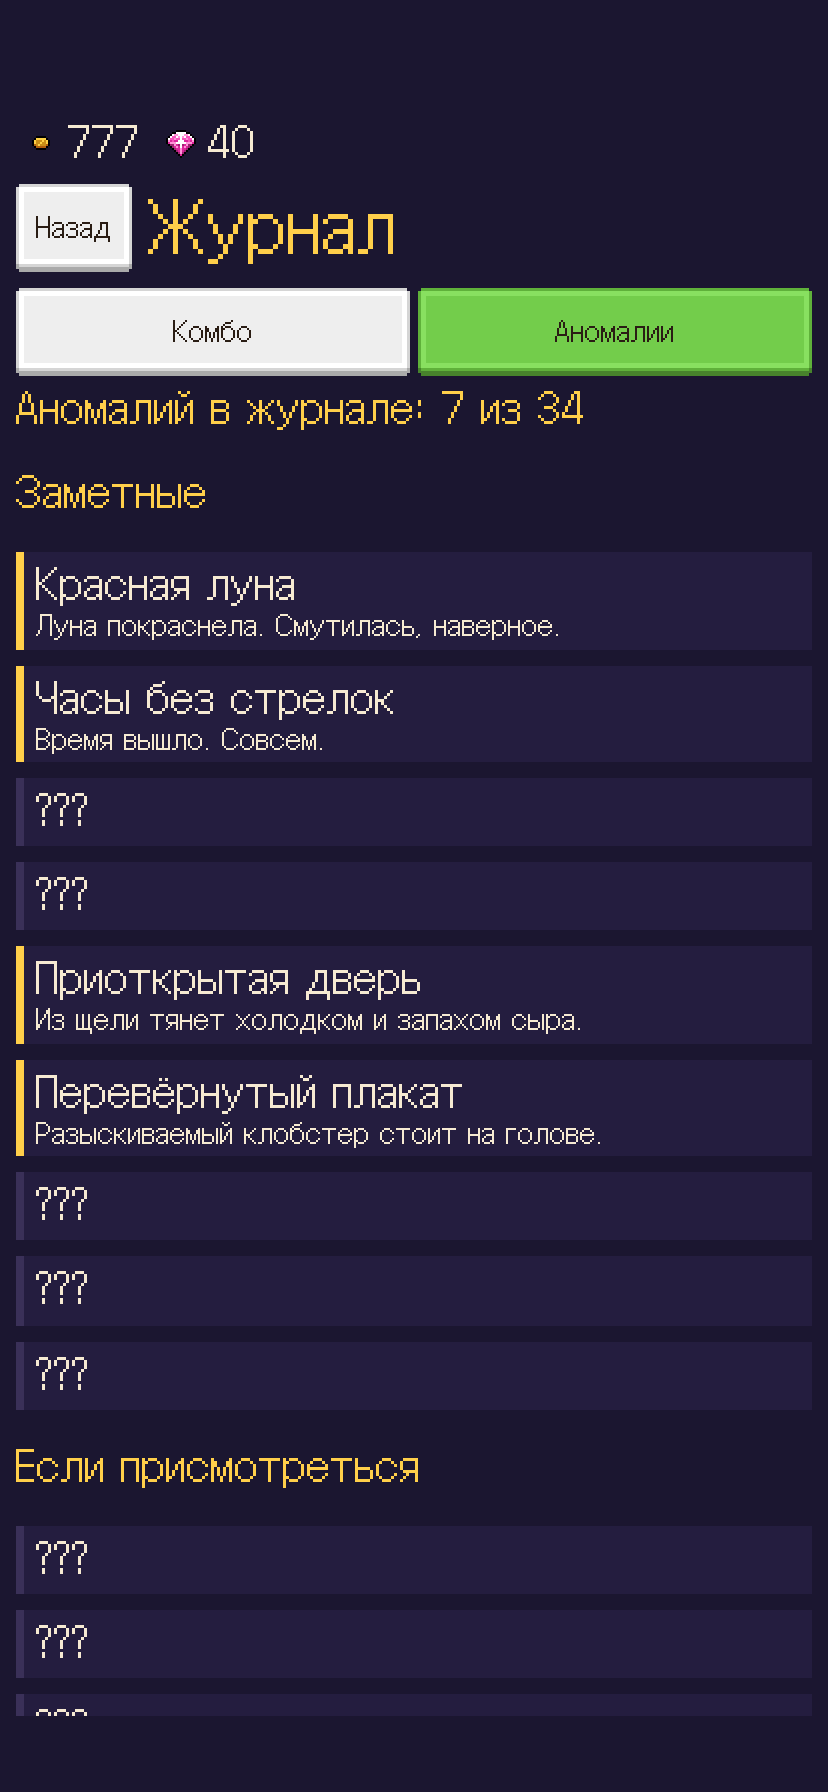 777 40
Назад Журнал
Комбо Аномалии
Аномалий в журнале: 7 из 34
Заметные
Красная луна
Луна покраснела. Смутилась, наверное.
Часы без стрелок
Время вышло. Совсем.
???
???
Приоткрытая дверь
Из щели тянет холодком и запахом сыра.
Перевёрнутый плакат
Разыскиваемый клобстер стоит на голове.
???
???
???
Если присмотреться
???
???
???